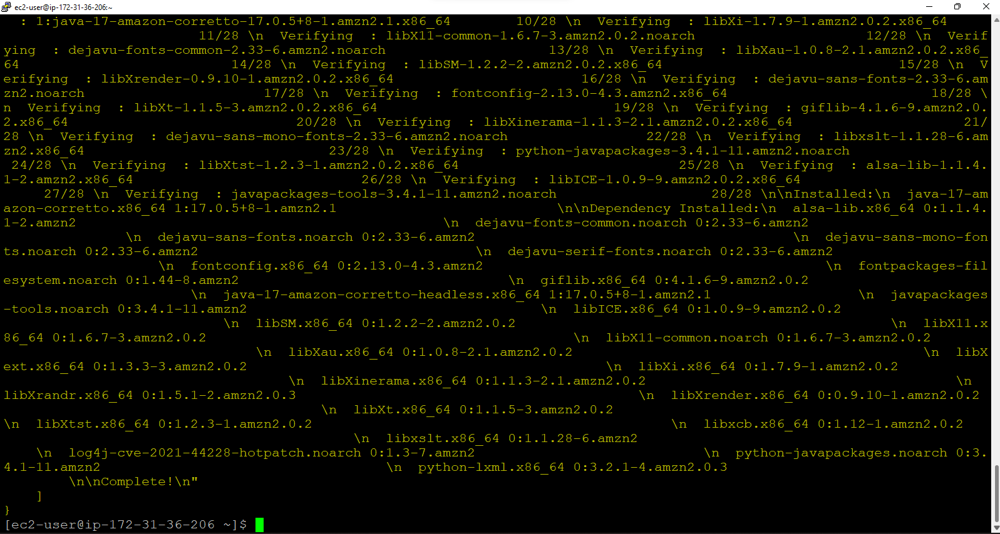 ec2-user@ip-172-31-36-206:~
: 1:java-17-amazon-corretto-17.0.5+8-1.amzn2.1.x86_64        10/28 \n  Verifying  : libXi-1.7.9-1.amzn2.0.2.x86_64
11/28 \n  Verifying  : libX11-common-1.6.7-3.amzn2.0.2.noarch                     12/28 \n  Verif
ying  : dejavu-fonts-common-2.33-6.amzn2.noarch                    13/28 \n  Verifying  : libXau-1.0.8-2.1.amzn2.0.2.x86_
64                          14/28 \n  Verifying  : libSM-1.2.2-2.amzn2.0.2.x86_64                             15/28 \n  V
erifying  : libXrender-0.9.10-1.amzn2.0.2.x86_64                       16/28 \n  Verifying  : dejavu-sans-fonts-2.33-6.am
zn2.noarch                      17/28 \n  Verifying  : fontconfig-2.13.0-4.3.amzn2.x86_64                         18/28 \
n  Verifying  : libXt-1.1.5-3.amzn2.0.2.x86_64                             19/28 \n  Verifying  : giflib-4.1.6-9.amzn2.0.
2.x86_64                            20/28 \n  Verifying  : libXinerama-1.1.3-2.1.amzn2.0.2.x86_64                     21/
28 \n  Verifying  : dejavu-sans-mono-fonts-2.33-6.amzn2.noarch                 22/28 \n  Verifying  : libxslt-1.1.28-6.am
zn2.x86_64                              23/28 \n  Verifying  : python-javapackages-3.4.1-11.amzn2.noarch
24/28 \n  Verifying  : libXtst-1.2.3-1.amzn2.0.2.x86_64                           25/28 \n  Verifying  : alsa-lib-1.1.4.
1-2.amzn2.x86_64                            26/28 \n  Verifying  : libICE-1.0.9-9.amzn2.0.2.x86_64
27/28 \n  Verifying  : javapackages-tools-3.4.1-11.amzn2.noarch                   28/28 \n\nInstalled:\n  java-17-am
azon-corretto.x86_64 1:17.0.5+8-1.amzn2.1                           \n\nDependency Installed:\n  alsa-lib.x86_64 0:1.1.4.
1-2.amzn2                                             \n  dejavu-fonts-common.noarch 0:2.33-6.amzn2
\n  dejavu-sans-fonts.noarch 0:2.33-6.amzn2                                       \n  dejavu-sans-mono-fon
ts.noarch 0:2.33-6.amzn2                                  \n  dejavu-serif-fonts.noarch 0:2.33-6.amzn2
\n  fontconfig.x86_64 0:2.13.0-4.3.amzn2                                          \n  fontpackages-fil
esystem.noarch 0:1.44-8.amzn2                                 \n  giflib.x86_64 0:4.1.6-9.amzn2.0.2
\n  java-17-amazon-corretto-headless.x86_64 1:17.0.5+8-1.amzn2.1                  \n  javapackages
-tools.noarch 0:3.4.1-11.amzn2                                    \n  libICE.x86_64 0:1.0.9-9.amzn2.0.2
\n  libSM.x86_64 0:1.2.2-2.amzn2.0.2                                              \n  libX11.x
86_64 0:1.6.7-3.amzn2.0.2                                             \n  libX11-common.noarch 0:1.6.7-3.amzn2.0.2
\n  libXau.x86_64 0:1.0.8-2.1.amzn2.0.2                                           \n  libX
ext.x86_64 0:1.3.3-3.amzn2.0.2                                            \n  libXi.x86_64 0:1.7.9-1.amzn2.0.2
\n  libXinerama.x86_64 0:1.1.3-2.1.amzn2.0.2                                      \n
libXrandr.x86_64 0:1.5.1-2.amzn2.0.3                                          \n  libXrender.x86_64 0:0.9.10-1.amzn2.0.2
\n  libXt.x86_64 0:1.1.5-3.amzn2.0.2
\n  libXtst.x86_64 0:1.2.3-1.amzn2.0.2                                            \n  libxcb.x86_64 0:1.12-1.amzn2.0.2
\n  libxslt.x86_64 0:1.1.28-6.amzn2
\n  log4j-cve-2021-44228-hotpatch.noarch 0:1.3-7.amzn2                            \n  python-javapackages.noarch 0:3.
4.1-11.amzn2                                   \n  python-lxml.x86_64 0:3.2.1-4.amzn2.0.3
\n\nComplete!\n"
]
}
[ec2-user@ip-172-31-36-206 ~]$